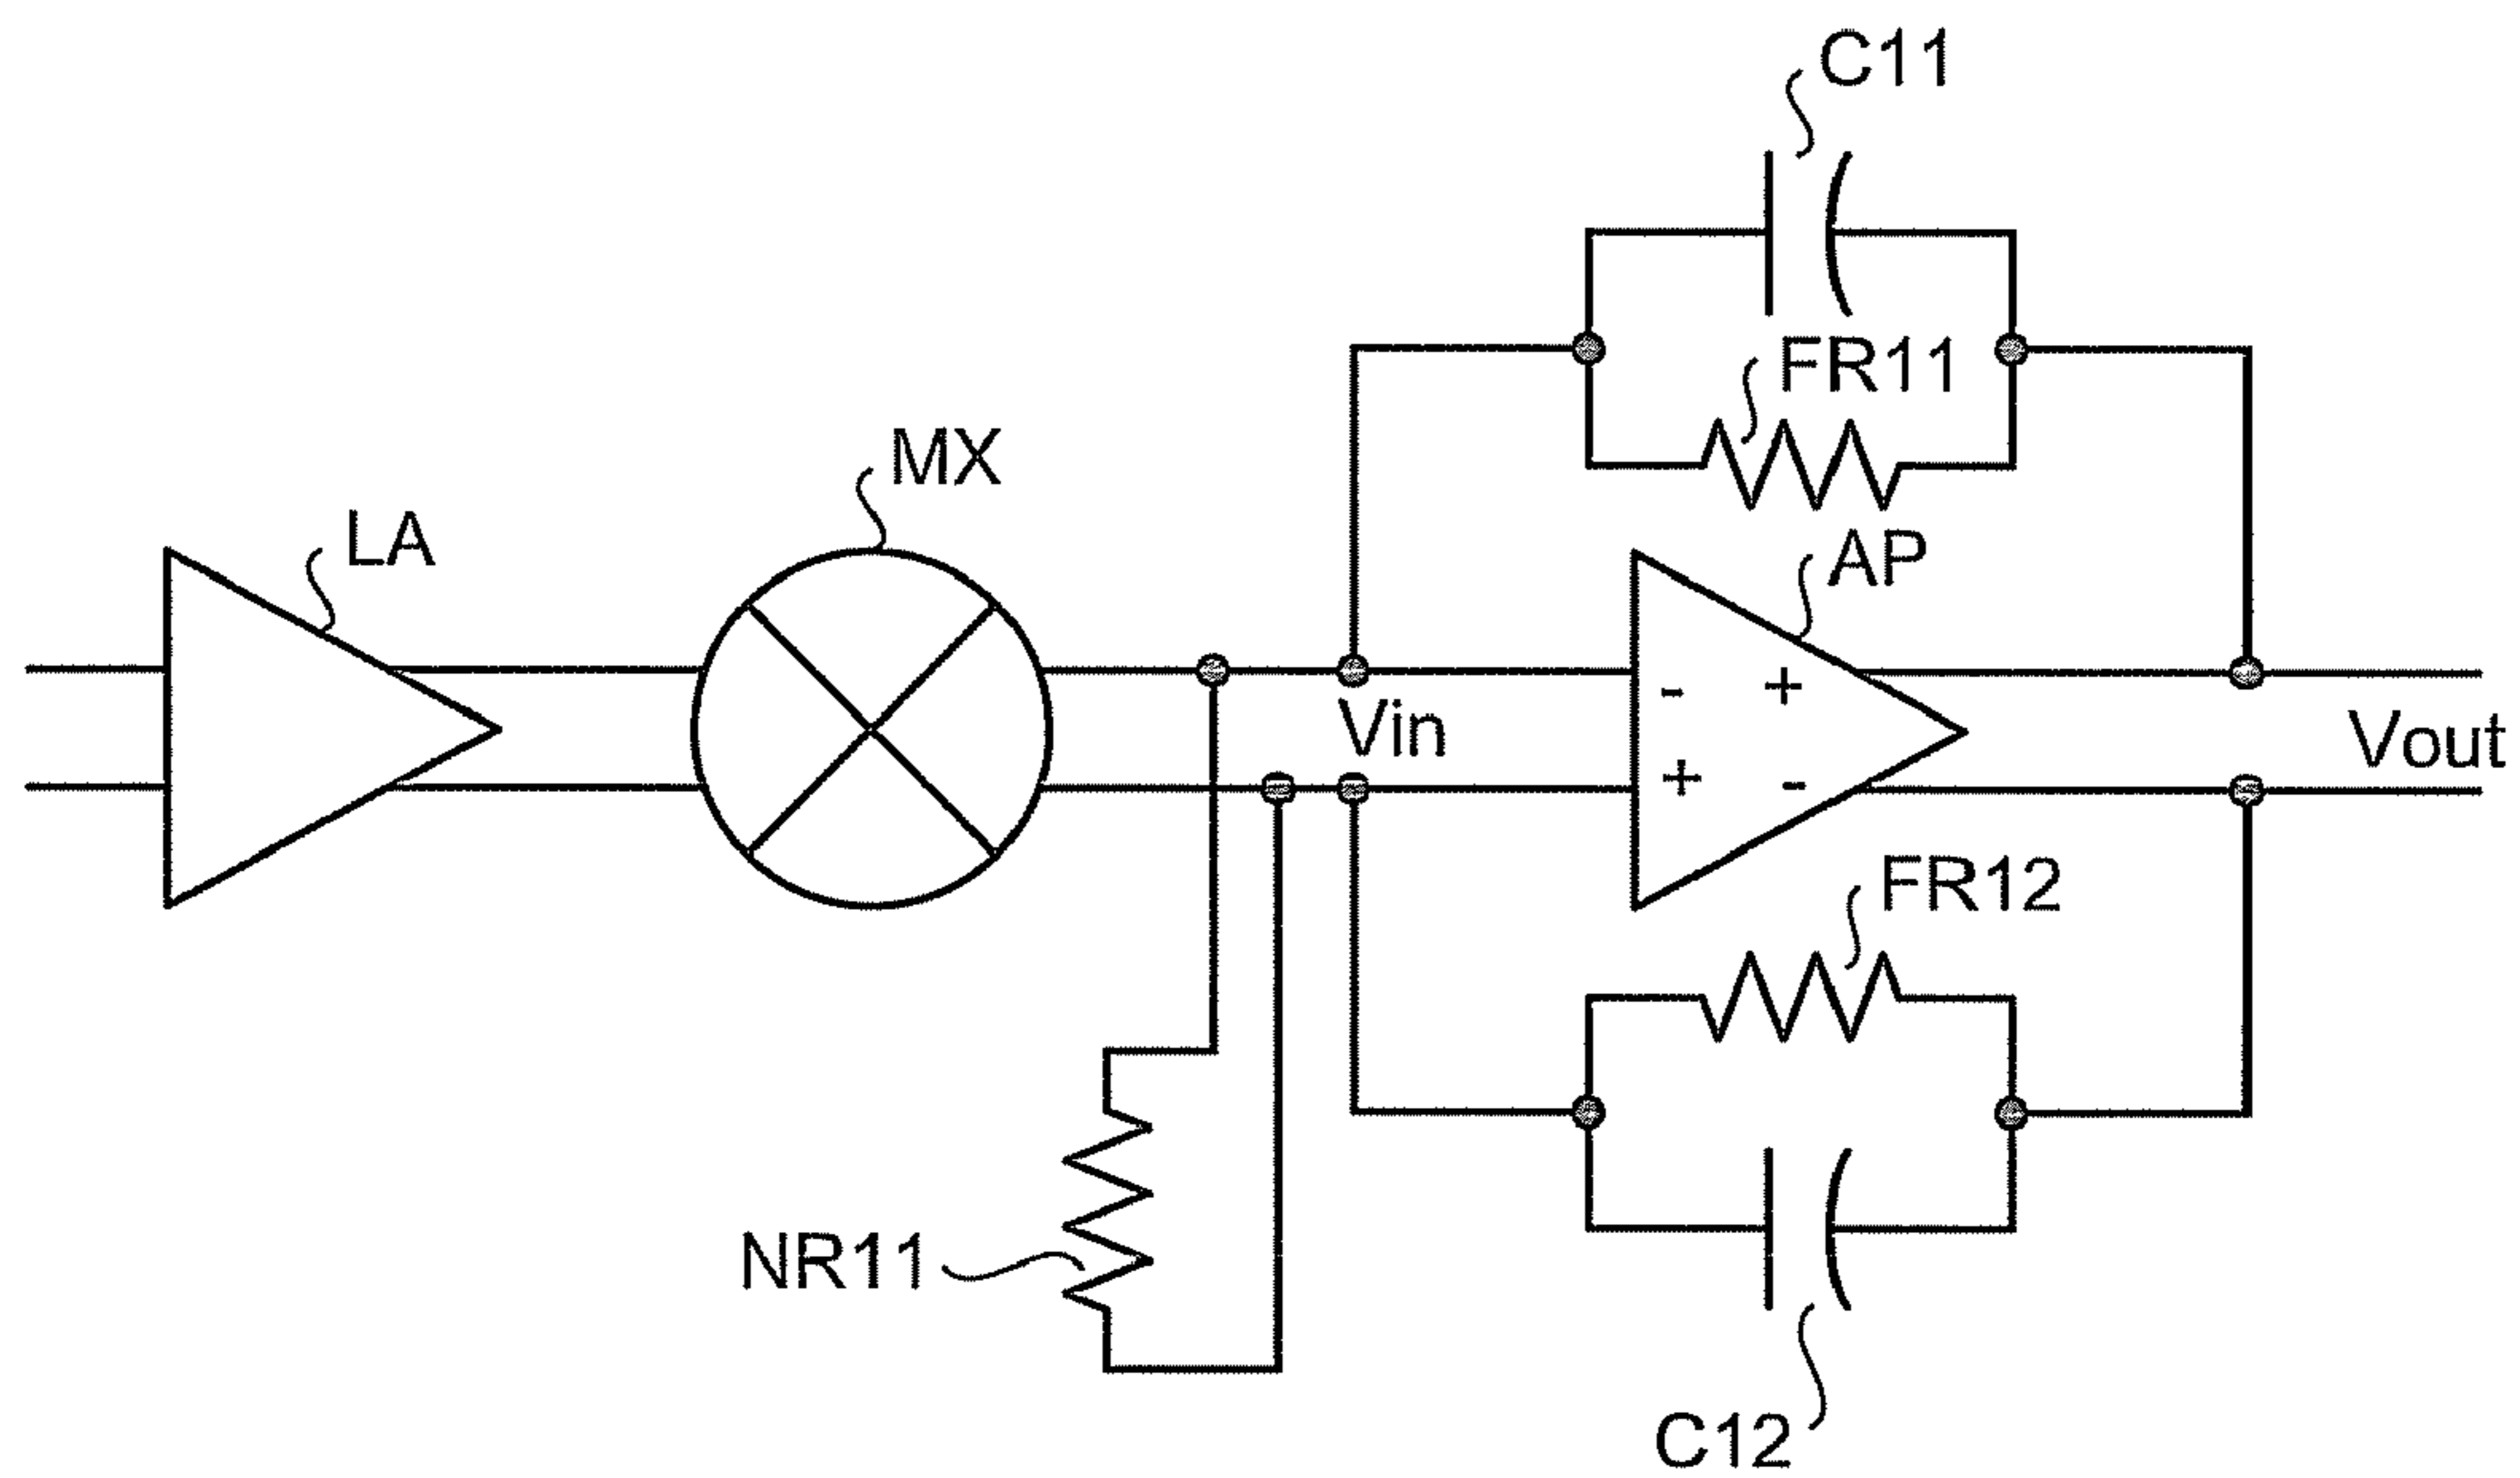 C11
FR11
MX
LA
AP
Vin
- +
+ -
Vout
FR12
NR11
C12